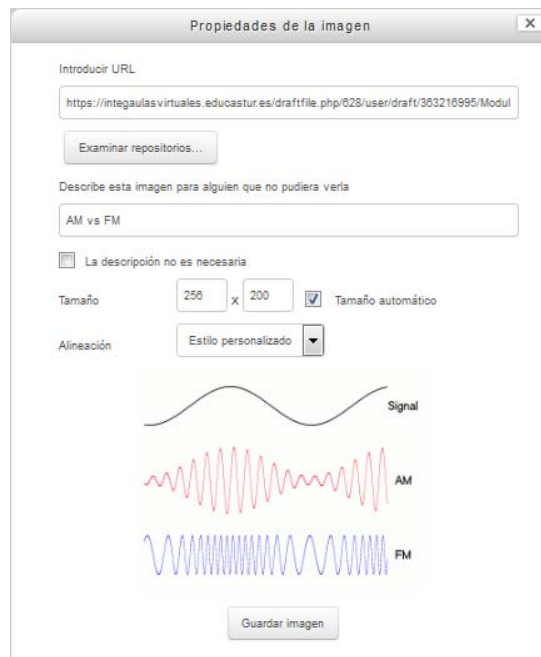 Propiedades de la imagen
Introducir URL
https://integaulasvirtuales.educastur.es/draftfile.php/628/user/draft/363216995/Modul
Examinar repositorios...
Describe esta imagen para alguien que no pudiera verla
AM vs FM
La descripción no es necesaria
Tamaño 256 x 200 Tamaño automático
Alineación Estilo personalizado
Signal
AM
FM
Guardar imagen